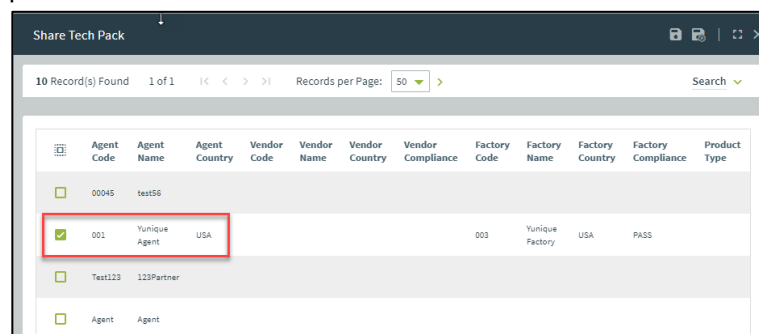 Share Tech Pack
10 Record(s) Found 1 of 1 Records per Page: 50 Search
Agent Code Agent Name Agent Country Vendor Code Vendor Name Vendor Country Vendor Compliance Factory Code Factory Name Factory Country Factory Compliance Product Type
00045 test56
001 Yunique Agent USA 003 Yunique Factory USA PASS
Test123 123Partner
Agent Agent